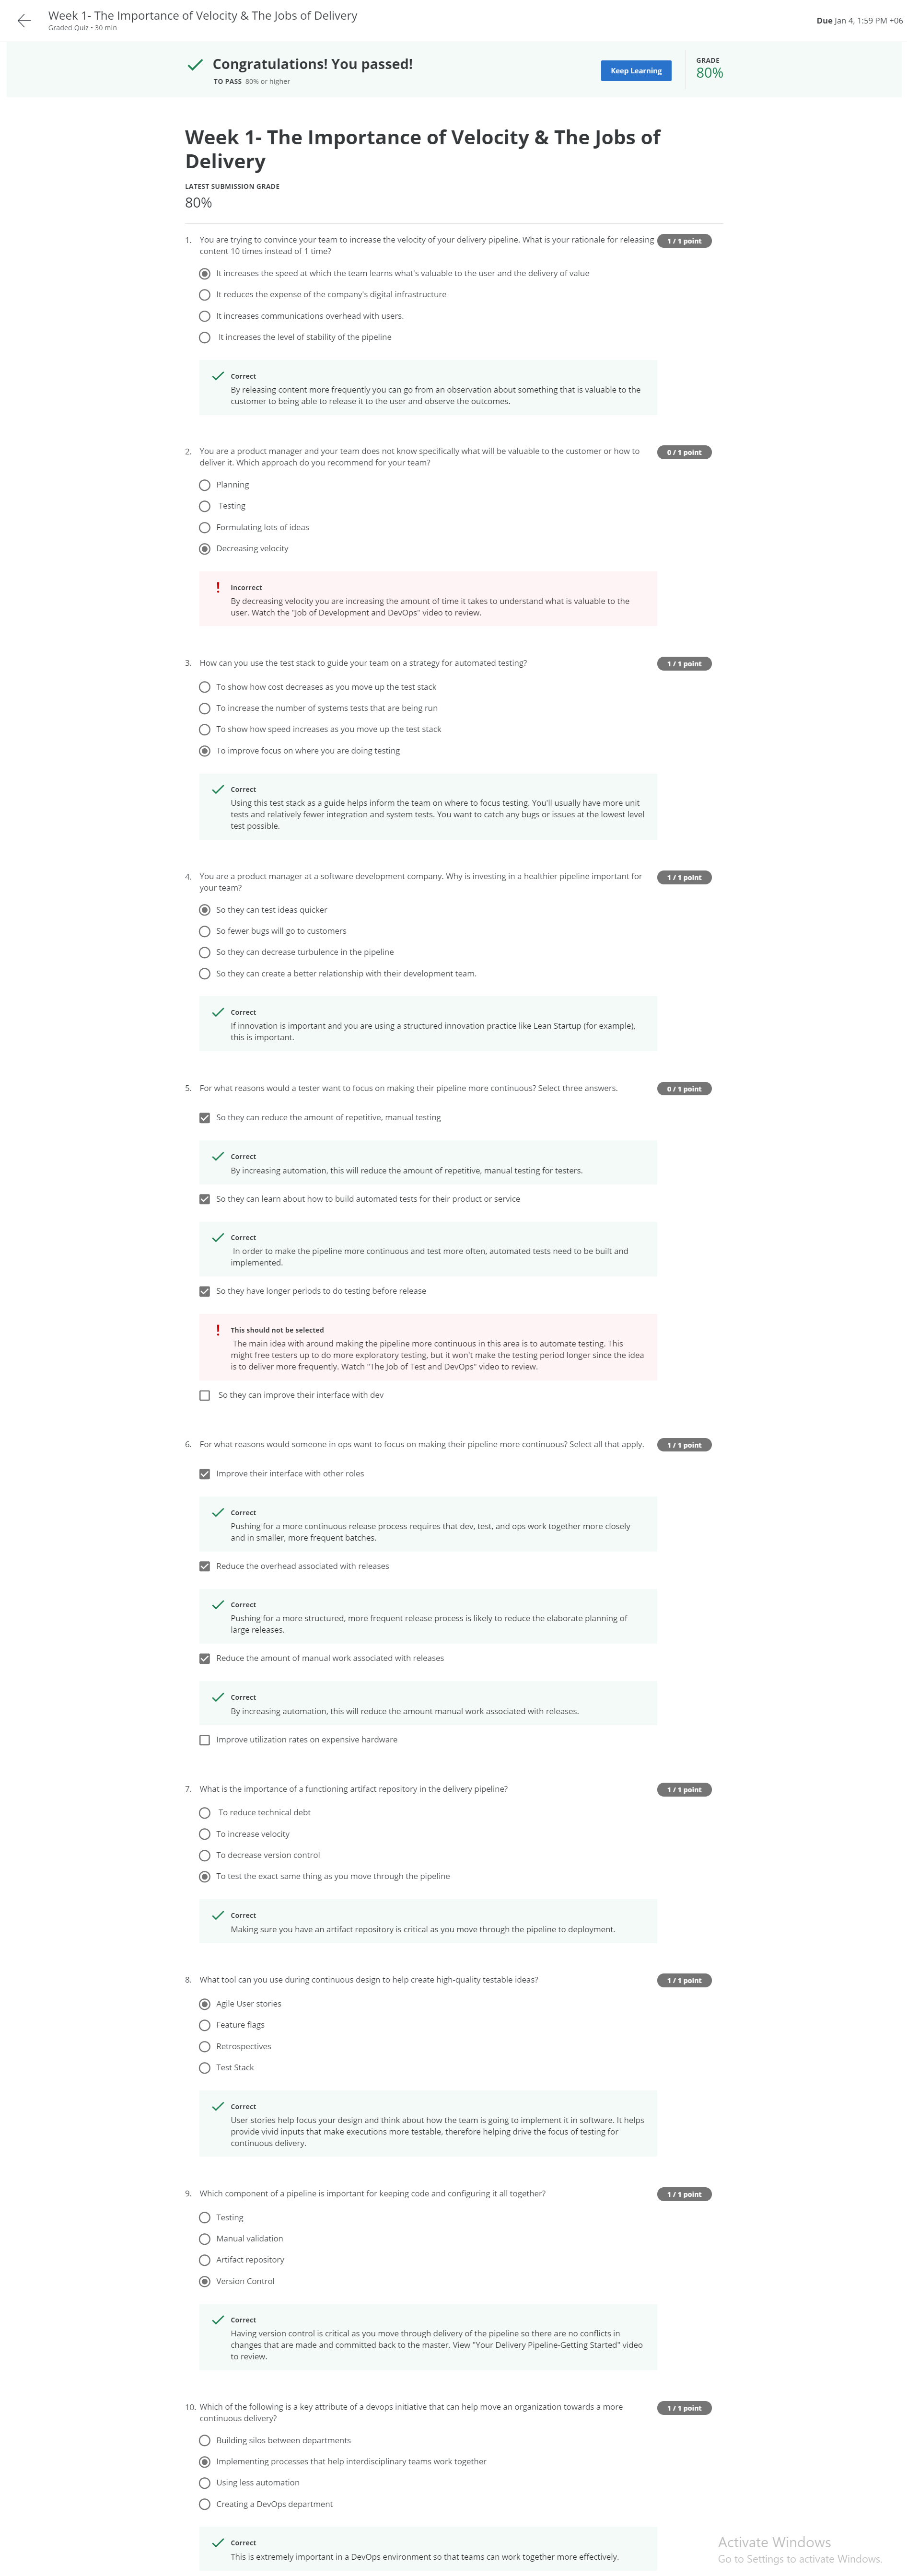 Week 1- The Importance of Velocity & The Jobs of Delivery
Graded Quiz • 30 min
Due Jan 4, 1:59 PM +06
Congratulations! You passed!
TO PASS 80% or higher
Keep Learning
GRADE
80%
Week 1- The Importance of Velocity & The Jobs of
Delivery
LATEST SUBMISSION GRADE
80%
1. You are trying to convince your team to increase the velocity of your delivery pipeline. What is your rationale for releasing
content 10 times instead of 1 time?
1 / 1 point
It increases the speed at which the team learns what's valuable to the user and the delivery of value
It reduces the expense of the company's digital infrastructure
It increases communications overhead with users.
It increases the level of stability of the pipeline
Correct
By releasing content more frequently you can go from an observation about something that is valuable to the
customer to being able to release it to the user and observe the outcomes.
2. You are a product manager and your team does not know specifically what will be valuable to the customer or how to
deliver it. Which approach do you recommend for your team?
0 / 1 point
Planning
Testing
Formulating lots of ideas
Decreasing velocity
Incorrect
By decreasing velocity you are increasing the amount of time it takes to understand what is valuable to the
user. Watch the "Job of Development and DevOps" video to review.
3. How can you use the test stack to guide your team on a strategy for automated testing?
1 / 1 point
To show how cost decreases as you move up the test stack
To increase the number of systems tests that are being run
To show how speed increases as you move up the test stack
To improve focus on where you are doing testing
Correct
Using this test stack as a guide helps inform the team on where to focus testing. You'll usually have more unit
tests and relatively fewer integration and system tests. You want to catch any bugs or issues at the lowest level
test possible.
4. You are a product manager at a software development company. Why is investing in a healthier pipeline important for
your team?
1 / 1 point
So they can test ideas quicker
So fewer bugs will go to customers
So they can decrease turbulence in the pipeline
So they can create a better relationship with their development team.
Correct
If innovation is important and you are using a structured innovation practice like Lean Startup (for example),
this is important.
5. For what reasons would a tester want to focus on making their pipeline more continuous? Select three answers.
0 / 1 point
So they can reduce the amount of repetitive, manual testing
Correct
By increasing automation, this will reduce the amount of repetitive, manual testing for testers.
So they can learn about how to build automated tests for their product or service
Correct
In order to make the pipeline more continuous and test more often, automated tests need to be built and
implemented.
So they have longer periods to do testing before release
This should not be selected
The main idea with around making the pipeline more continuous in this area is to automate testing. This
might free testers up to do more exploratory testing, but it won't make the testing period longer since the idea
is to deliver more frequently. Watch "The Job of Test and DevOps" video to review.
So they can improve their interface with dev
6. For what reasons would someone in ops want to focus on making their pipeline more continuous? Select all that apply.
1 / 1 point
Improve their interface with other roles
Correct
Pushing for a more continuous release process requires that dev, test, and ops work together more closely
and in smaller, more frequent batches.
Reduce the overhead associated with releases
Correct
Pushing for a more structured, more frequent release process is likely to reduce the elaborate planning of
large releases.
Reduce the amount of manual work associated with releases
Correct
By increasing automation, this will reduce the amount manual work associated with releases.
Improve utilization rates on expensive hardware
7. What is the importance of a functioning artifact repository in the delivery pipeline?
1 / 1 point
To reduce technical debt
To increase velocity
To decrease version control
To test the exact same thing as you move through the pipeline
Correct
Making sure you have an artifact repository is critical as you move through the pipeline to deployment.
8. What tool can you use during continuous design to help create high-quality testable ideas?
1 / 1 point
Agile User stories
Feature flags
Retrospectives
Test Stack
Correct
User stories help focus your design and think about how the team is going to implement it in software. It helps
provide vivid inputs that make executions more testable, therefore helping drive the focus of testing for
continuous delivery.
9. Which component of a pipeline is important for keeping code and configuring it all together?
1 / 1 point
Testing
Manual validation
Artifact repository
Version Control
Correct
Having version control is critical as you move through delivery of the pipeline so there are no conflicts in
changes that are made and committed back to the master. View "Your Delivery Pipeline-Getting Started" video
to review.
10. Which of the following is a key attribute of a devops initiative that can help move an organization towards a more
continuous delivery?
1 / 1 point
Building silos between departments
Implementing processes that help interdisciplinary teams work together
Using less automation
Creating a DevOps department
Correct
This is extremely important in a DevOps environment so that teams can work together more effectively.
Activate Windows
Go to Settings to activate Windows.